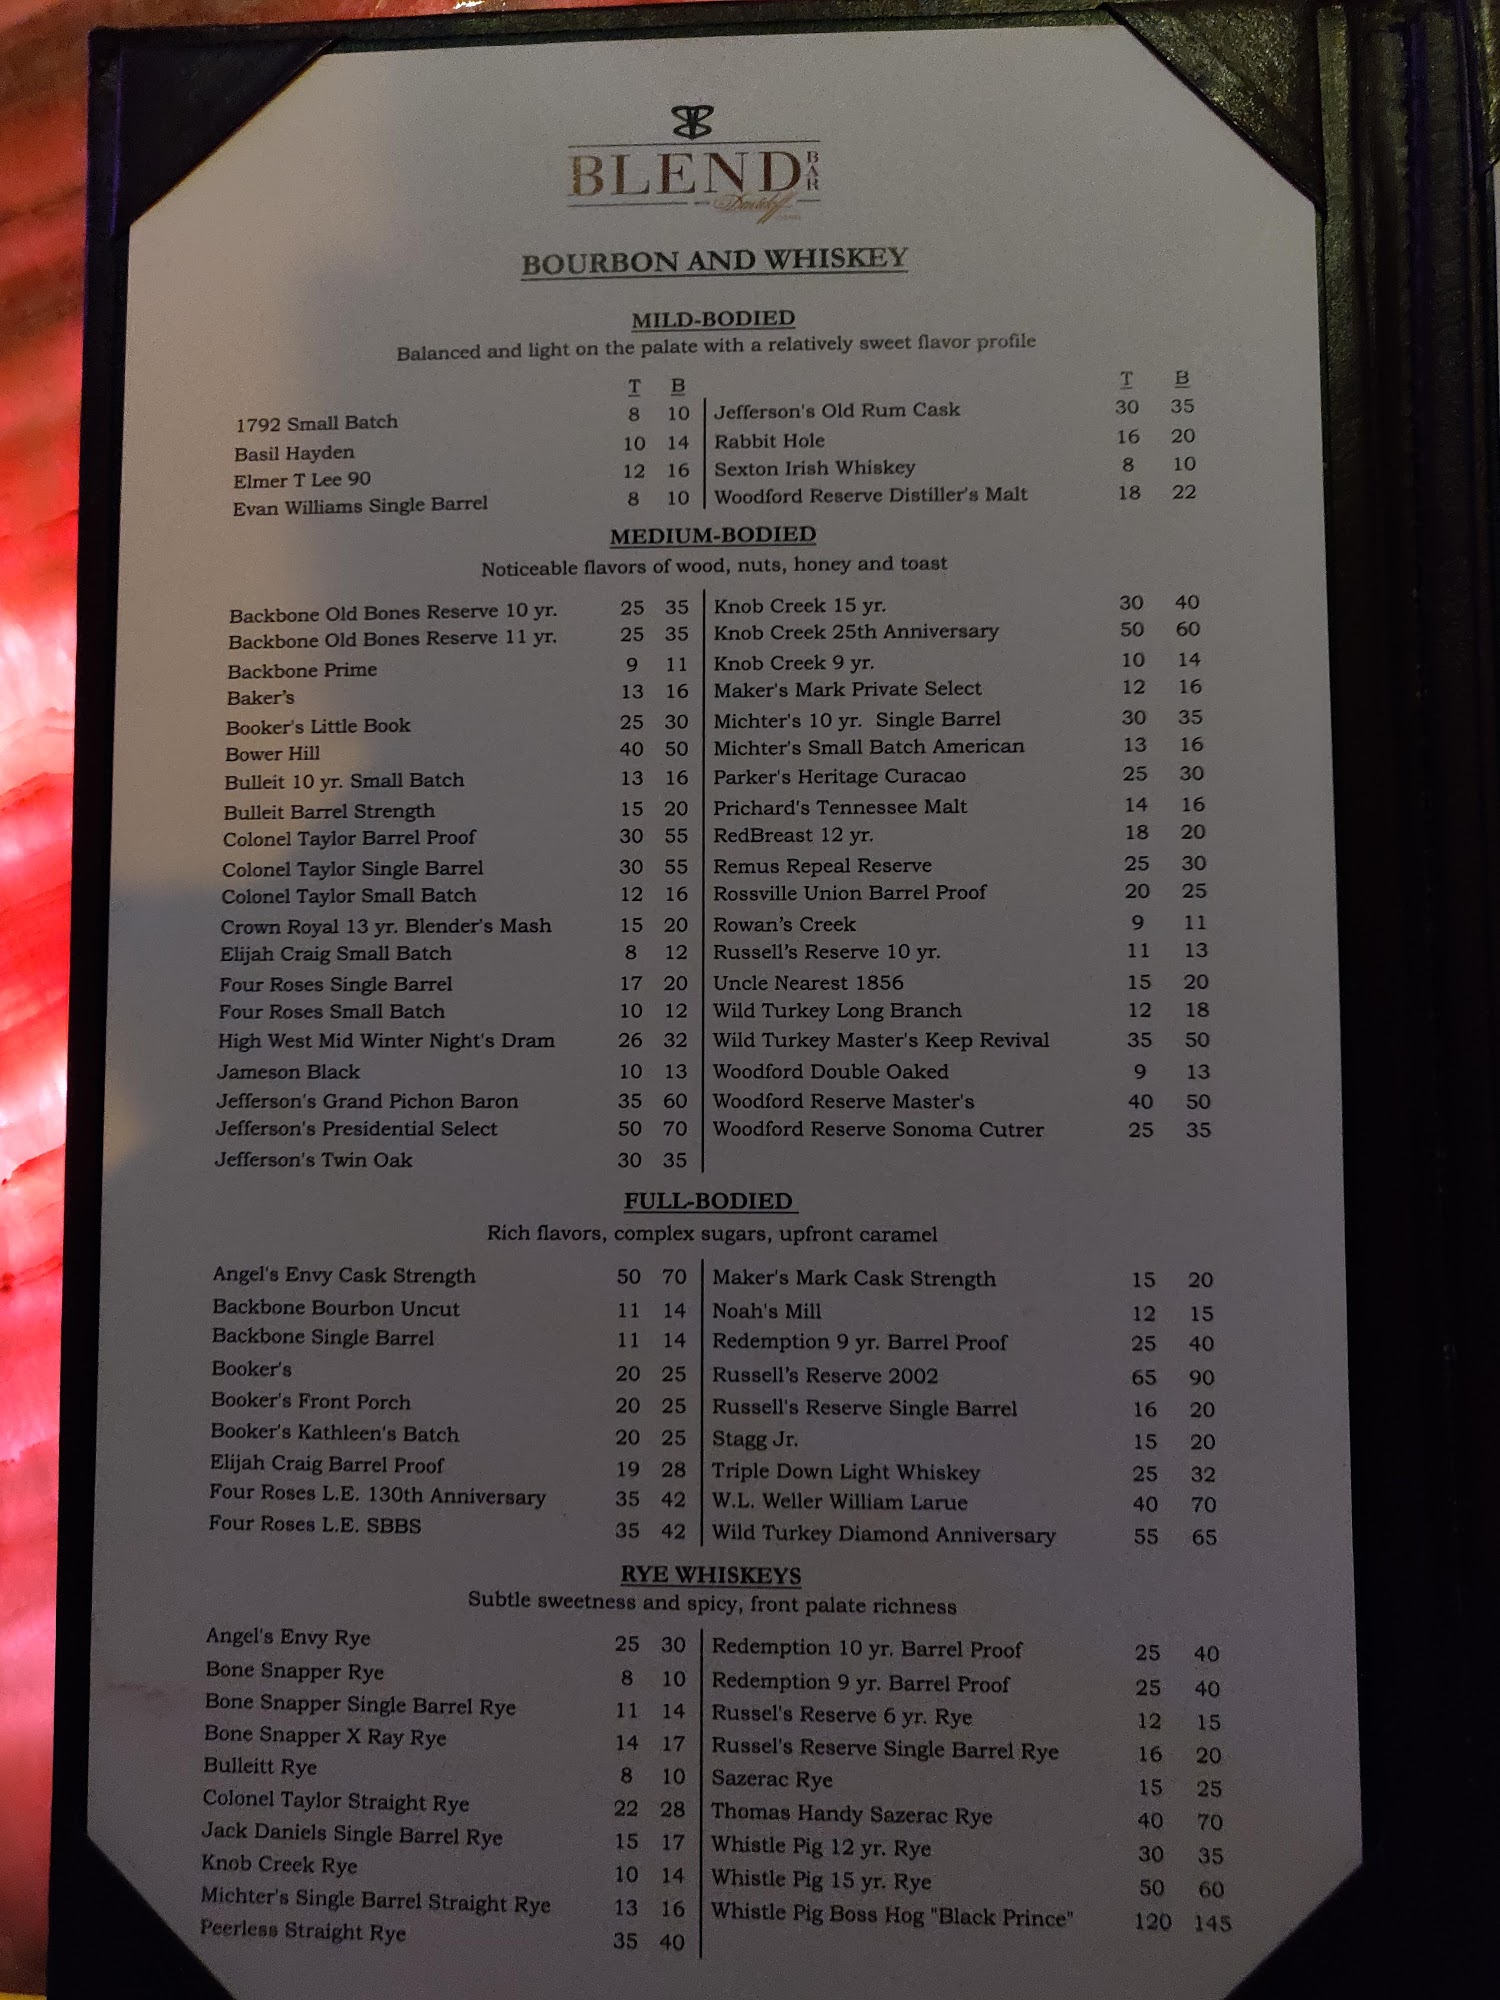 BLEND BAR
Davidoff
BOURBON AND WHISKEY
MILD-BODIED
Balanced and light on the palate with a relatively sweet flavor profile
T B T B
1792 Small Batch 8 10 Jefferson's Old Rum Cask 30 35
Basil Hayden 10 14 Rabbit Hole 16 20
Elmer T Lee 90 12 16 Sexton Irish Whiskey 8 10
Evan Williams Single Barrel 8 10 Woodford Reserve Distiller's Malt 18 22
MEDIUM-BODIED
Noticeable flavors of wood, nuts, honey and toast
Backbone Old Bones Reserve 10 yr. 25 35 Knob Creek 15 yr. 30 40
Backbone Old Bones Reserve 11 yr. 25 35 Knob Creek 25th Anniversary 50 60
Backbone Prime 9 11 Knob Creek 9 yr. 10 14
Baker's 13 16 Maker's Mark Private Select 12 16
Booker's Little Book 25 30 Michter's 10 yr. Single Barrel 30 35
Bower Hill 40 50 Michter's Small Batch American 13 16
Bulleit 10 yr. Small Batch 13 16 Parker's Heritage Curacao 25 30
Bulleit Barrel Strength 15 20 Prichard's Tennessee Malt 14 16
Colonel Taylor Barrel Proof 30 55 RedBreast 12 yr. 18 20
Colonel Taylor Single Barrel 30 55 Remus Repeal Reserve 25 30
Colonel Taylor Small Batch 12 16 Rossville Union Barrel Proof 20 25
Crown Royal 13 yr. Blender's Mash 15 20 Rowan's Creek 9 11
Elijah Craig Small Batch 8 12 Russell's Reserve 10 yr. 11 13
Four Roses Single Barrel 17 20 Uncle Nearest 1856 15 20
Four Roses Small Batch 10 12 Wild Turkey Long Branch 12 18
High West Mid Winter Night's Dram 26 32 Wild Turkey Master's Keep Revival 35 50
Jameson Black 10 13 Woodford Double Oaked 9 13
Jefferson's Grand Pichon Baron 35 60 Woodford Reserve Master's 40 50
Jefferson's Presidential Select 50 70 Woodford Reserve Sonoma Cutrer 25 35
Jefferson's Twin Oak 30 35
FULL-BODIED
Rich flavors, complex sugars, upfront caramel
Angel's Envy Cask Strength 50 70 Maker's Mark Cask Strength 15 20
Backbone Bourbon Uncut 11 14 Noah's Mill 12 15
Backbone Single Barrel 11 14 Redemption 9 yr. Barrel Proof 25 40
Booker's 20 25 Russell's Reserve 2002 65 90
Booker's Front Porch 20 25 Russell's Reserve Single Barrel 16 20
Booker's Kathleen's Batch 20 25 Stagg Jr. 15 20
Elijah Craig Barrel Proof 19 28 Triple Down Light Whiskey 25 32
Four Roses L.E. 130th Anniversary 35 42 W.L. Weller William Larue 40 70
Four Roses L.E. SBBS 35 42 Wild Turkey Diamond Anniversary 55 65
RYE WHISKEYS
Subtle sweetness and spicy, front palate richness
Angel's Envy Rye 25 30 Redemption 10 yr. Barrel Proof 25 40
Bone Snapper Rye 8 10 Redemption 9 yr. Barrel Proof 25 40
Bone Snapper Single Barrel Rye 11 14 Russel's Reserve 6 yr. Rye 12 15
Bone Snapper X Ray Rye 14 17 Russel's Reserve Single Barrel Rye 16 20
Bulleitt Rye 8 10 Sazerac Rye 15 25
Colonel Taylor Straight Rye 22 28 Thomas Handy Sazerac Rye 40 70
Jack Daniels Single Barrel Rye 15 17 Whistle Pig 12 yr. Rye 30 35
Knob Creek Rye 10 14 Whistle Pig 15 yr. Rye 50 60
Michter's Single Barrel Straight Rye 13 16 Whistle Pig Boss Hog "Black Prince" 120 145
Peerless Straight Rye 35 40